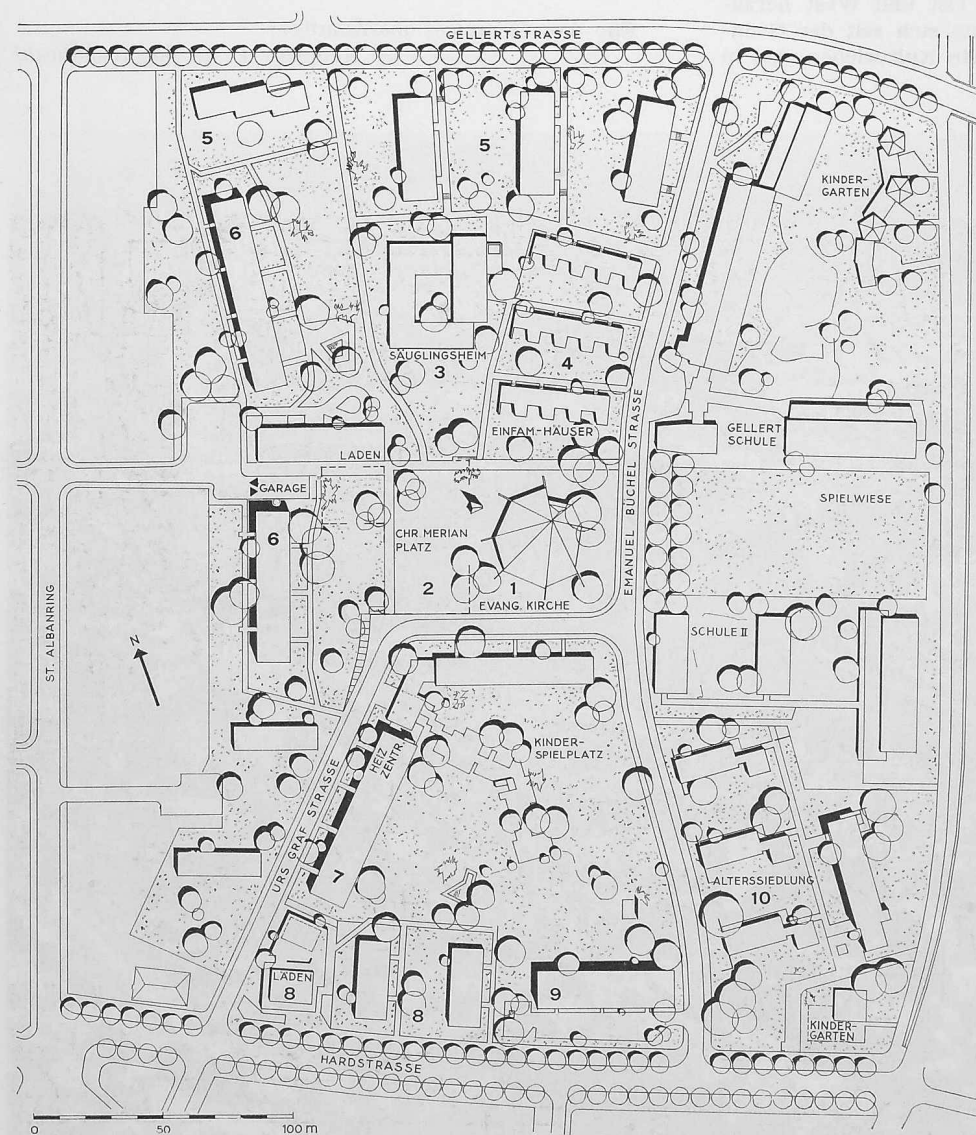 GELLERTSTRASSE
5
5
KINDER-
GARTEN
6
SÄUGLINGSHEIM
3
4
EINFAM-HÄUSER
GELLERT
SCHULE
LADEN
GARAGE
SPIELWIESE
6
CHR. MERIAN
PLATZ
2
1
EVANG. KIRCHE
EMANUEL BÜCHEL STRASSE
ST. ALBANRING
N
SCHULE II
HEIZ
ZENTR.
KINDER-
SPIELPLATZ
URS GRAF STRASSE
7
ALTERSSIEDLUNG
10
LÄDEN
8
8
9
KINDER-
GARTEN
HARDSTRASSE
0 50 100 m